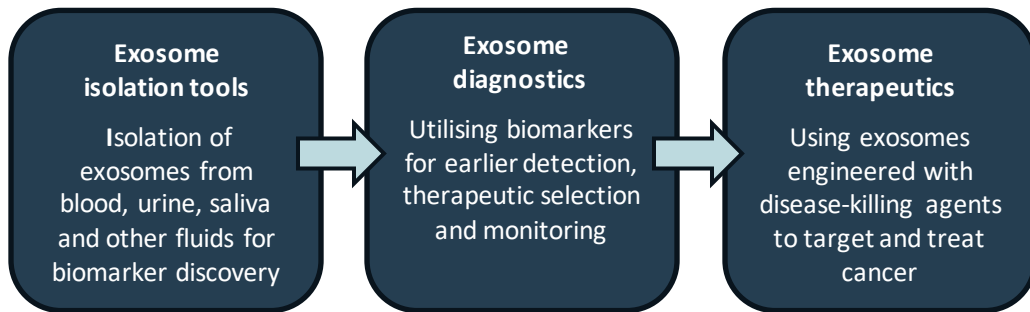 Exosome
isolation tools
Isolation of
exosomes from
blood, urine, saliva
and other fluids for
biomarker discovery
Exosome
diagnostics
Utilising biomarkers
for earlier detection,
therapeutic selection
and monitoring
Exosome
therapeutics
Using exosomes
engineered with
disease-killing agents
to target and treat
cancer